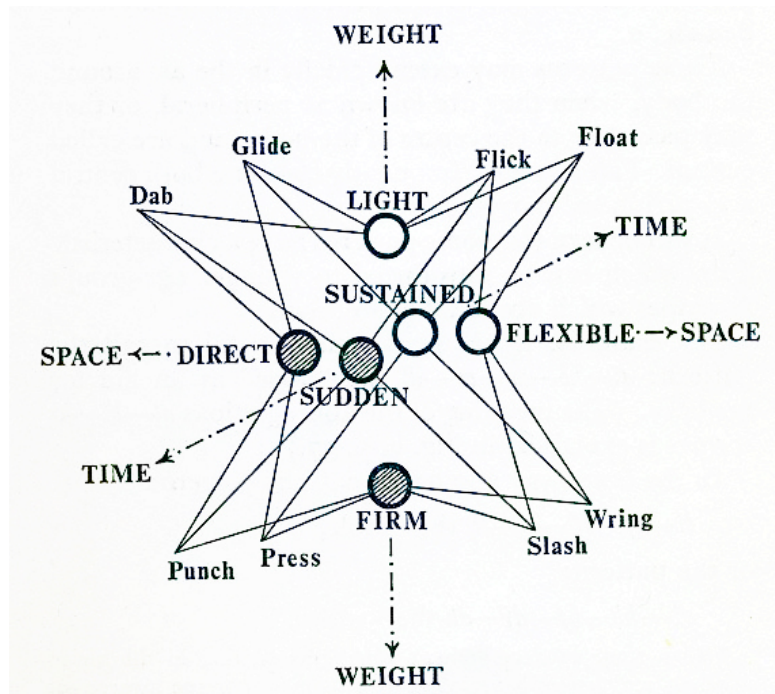 WEIGHT
Glide
Flick
Float
Dab
LIGHT
TIME
SUSTAINED
SPACE
DIRECT
FLEXIBLE
SPACE
SUDDEN
TIME
FIRM
Wring
Slash
Punch
Press
WEIGHT